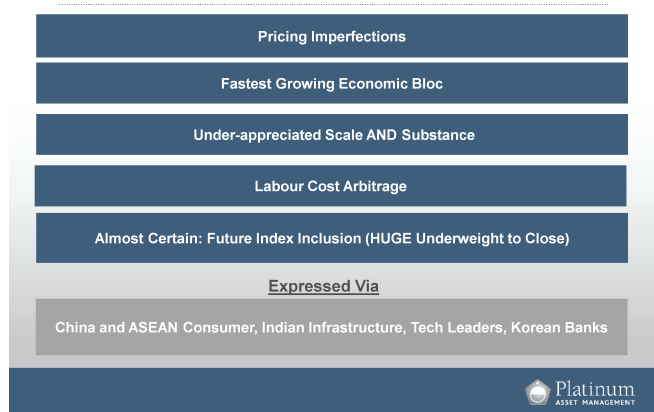 Pricing Imperfections
Fastest Growing Economic Bloc
Under-appreciated Scale AND Substance
Labour Cost Arbitrage
Almost Certain: Future Index Inclusion (HUGE Underweight to Close)
Expressed Via
China and ASEAN Consumer, Indian Infrastructure, Tech Leaders, Korean Banks
Platinum
ASSET MANAGEMENT